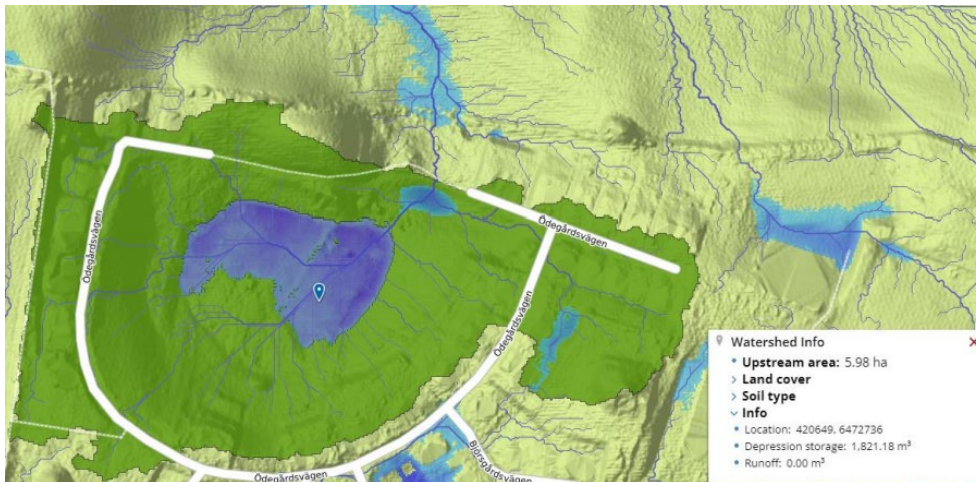 Ödegårdsvägen
Ödegårdsvägen
Ödegårdsvägen
Ödegårdsvägen
Björsgårdsvägen
Watershed Info
Upstream area: 5.98 ha
Land cover
Soil type
Info
Location: 420649, 6472736
Depression storage: 1,821.18 m³
Runoff: 0.00 m³